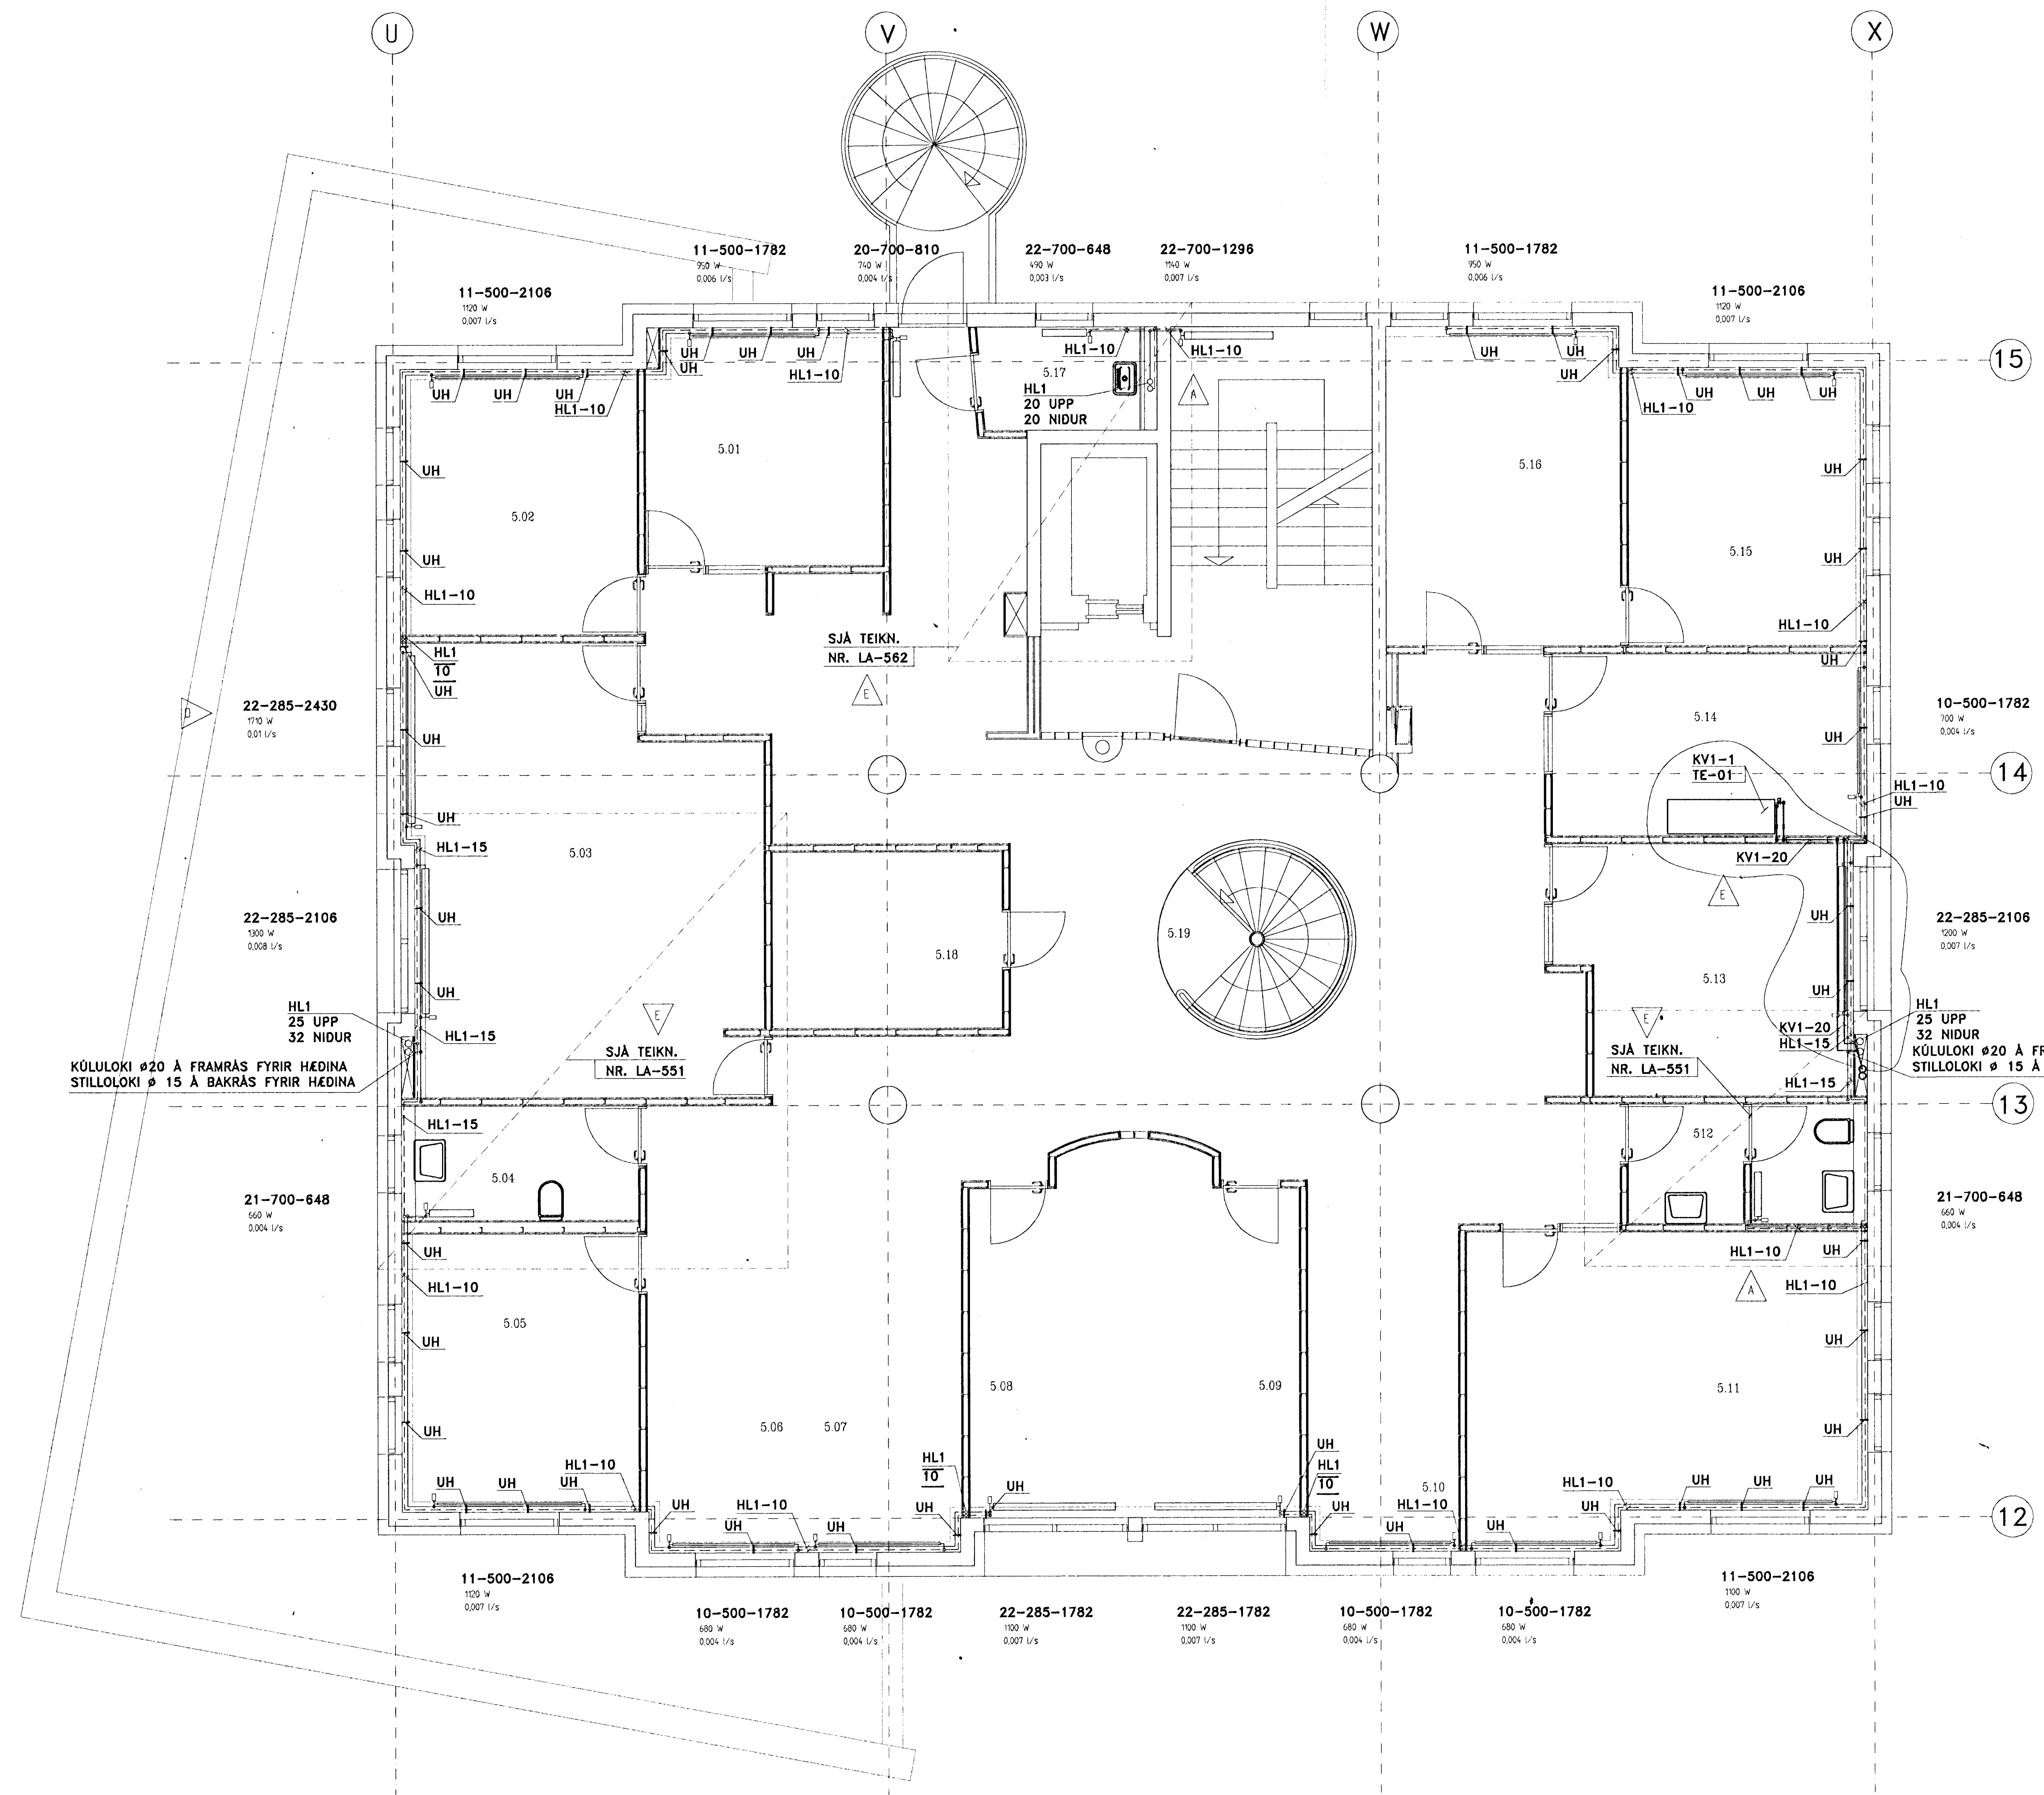 U
V
W
X
11-500-1782
950 W
0,006 l/s
20-700-810
740 W
0,004 l/s
22-700-648
490 W
0,003 l/s
22-700-1296
1140 W
0,007 l/s
11-500-1782
950 W
0,006 l/s
11-500-2106
1120 W
0,007 l/s
11-500-2106
1120 W
0,007 l/s
UH
UH
UH
UH
HL1-10
HL1-10
5.17
HL1
20 UPP
20 NIÐUR
HL1-10
A
UH
UH
UH
15
UH
UH
UH
HL1-10
HL1-10
UH
UH
UH
5.01
5.16
UH
UH
5.02
5.15
UH
UH
HL1-10
HL1-10
SJÁ TEIKN.
NR. LA-562
E
HL1
10
UH
UH
D
22-285-2430
1710 W
0,01 l/s
10-500-1782
700 W
0,004 l/s
5.14
UH
UH
KV1-1
TE-01
14
HL1-10
UH
UH
HL1-15
5.03
KV1-20
E
22-285-2106
1300 W
0,008 l/s
UH
5.19
5.18
UH
22-285-2106
1200 W
0,007 l/s
5.13
UH
UH
HL1
25 UPP
32 NIÐUR
KÚLULOKI ø20 Á FRAMRÁS FYRIR HÆÐINA
STILLOLOKI ø 15 Á BAKRÁS FYRIR HÆÐINA
HL1-15
E
SJÁ TEIKN.
NR. LA-551
E
SJÁ TEIKN.
NR. LA-551
KV1-20
HL1-15
HL1-15
HL1
25 UPP
32 NIÐUR
KÚLULOKI ø20 Á FR
STILLOLOKI ø 15 Á
13
HL1-15
5.04
512
21-700-648
660 W
0,004 l/s
21-700-648
660 W
0,004 l/s
UH
HL1-10
HL1-10
UH
A
HL1-10
5.05
UH
UH
5.08
5.09
5.11
5.06
5.07
UH
UH
HL1-10
UH
UH
UH
HL1
10
UH
UH
HL1
10
5.10
HL1-10
UH
UH
UH
UH
HL1-10
UH
UH
UH
UH
HL1-10
UH
UH
UH
12
11-500-2106
1120 W
0,007 l/s
10-500-1782
680 W
0,004 l/s
10-500-1782
680 W
0,004 l/s
22-285-1782
1100 W
0,007 l/s
22-285-1782
1100 W
0,007 l/s
10-500-1782
680 W
0,004 l/s
10-500-1782
680 W
0,004 l/s
11-500-2106
1100 W
0,007 l/s